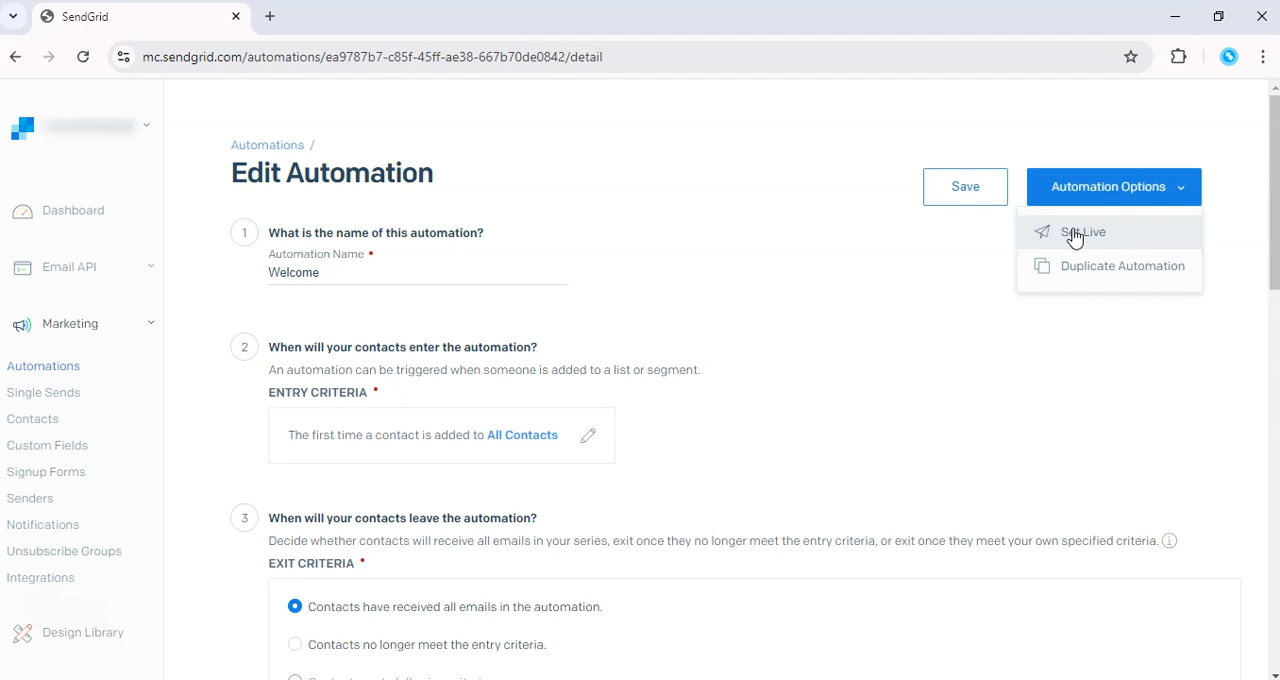 SendGrid
mc.sendgrid.com/automations/ea9787b7-c85f-45ff-ae38-667b70de0842/detail
Automations /
Edit Automation
Save
Automation Options
Set Live
Duplicate Automation
Dashboard
Email API
Marketing
Automations
Single Sends
Contacts
Custom Fields
Signup Forms
Senders
Notifications
Unsubscribe Groups
Integrations
Design Library
1 What is the name of this automation?
Automation Name •
Welcome
2 When will your contacts enter the automation?
An automation can be triggered when someone is added to a list or segment.
ENTRY CRITERIA •
The first time a contact is added to All Contacts
3 When will your contacts leave the automation?
Decide whether contacts will receive all emails in your series, exit once they no longer meet the entry criteria, or exit once they meet your own specified criteria.
EXIT CRITERIA •
Contacts have received all emails in the automation.
Contacts no longer meet the entry criteria.